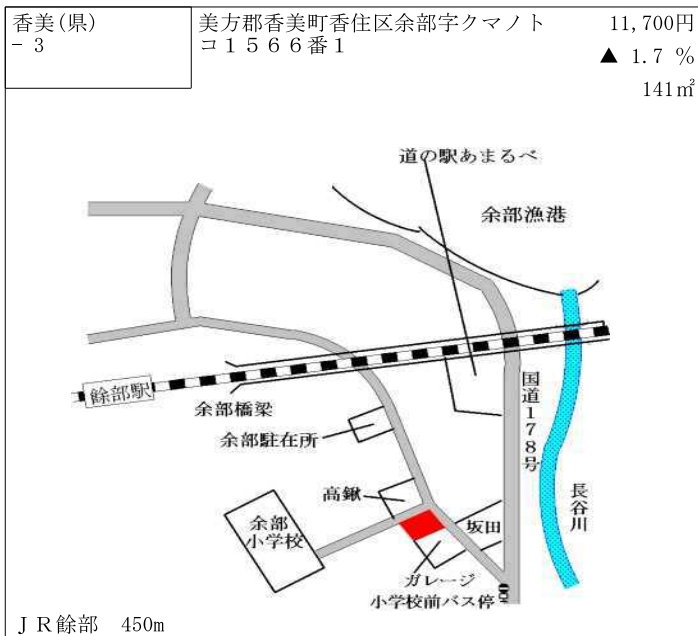 香美(県)
- 3
美方郡香美町香住区余部字クマノト
コ1566番1
11,700円
▲ 1.7 %
141㎡
道の駅あまるべ
余部漁港
餘部駅
余部橋梁
余部駐在所
国道178号
高鍬
長谷川
余部
小学校
坂田
ガレージ
小学校前バス停
JR餘部 450m